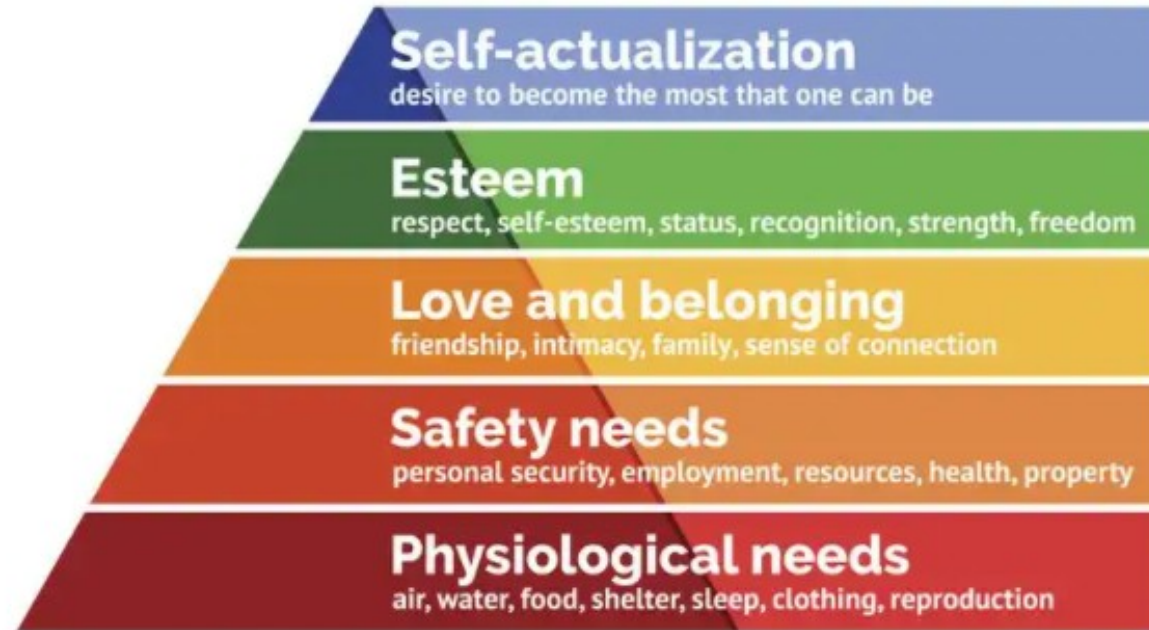 Self-actualization
desire to become the most that one can be
Esteem
respect, self-esteem, status, recognition, strength, freedom
Love and belonging
friendship, intimacy, family, sense of connection
Safety needs
personal security, employment, resources, health, property
Physiological needs
air, water, food, shelter, sleep, clothing, reproduction